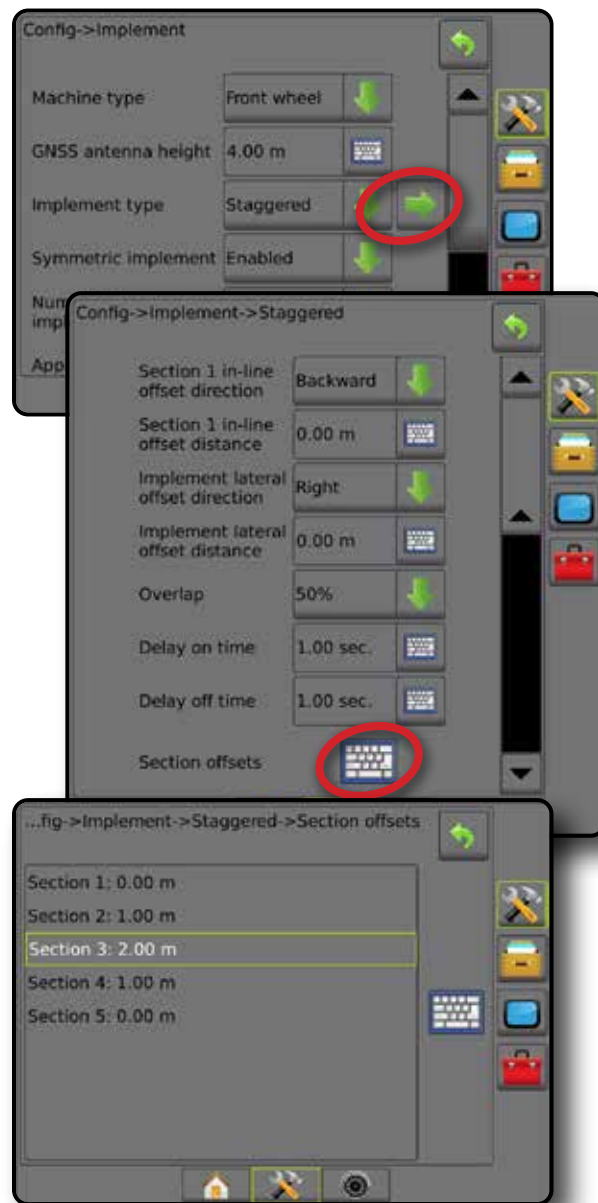 Config->Implement
Machine type Front wheel
GNSS antenna height 4.00 m
Implement type Staggered
Symmetric implement Enabled
Config->Implement->Staggered
Section 1 in-line
offset direction
Backward
Section 1 in-line
offset distance
0.00 m
Implement lateral
offset direction
Right
Implement lateral
offset distance
0.00 m
Overlap 50%
Delay on time 1.00 sec.
Delay off time 1.00 sec.
Section offsets
...fig->Implement->Staggered->Section offsets
Section 1: 0.00 m
Section 2: 1.00 m
Section 3: 2.00 m
Section 4: 1.00 m
Section 5: 0.00 m